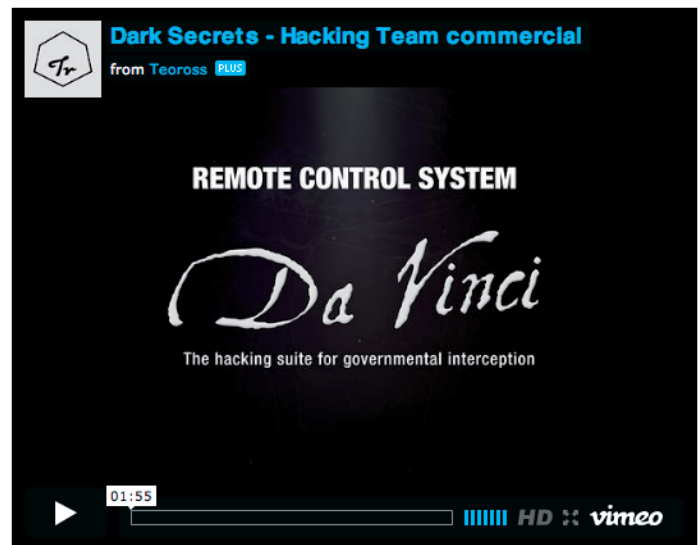 Tr
Dark Secrets - Hacking Team commercial
from Teoross PLUS
REMOTE CONTROL SYSTEM
Da Vinci
The hacking suite for governmental interception
01:55
HD vimeo